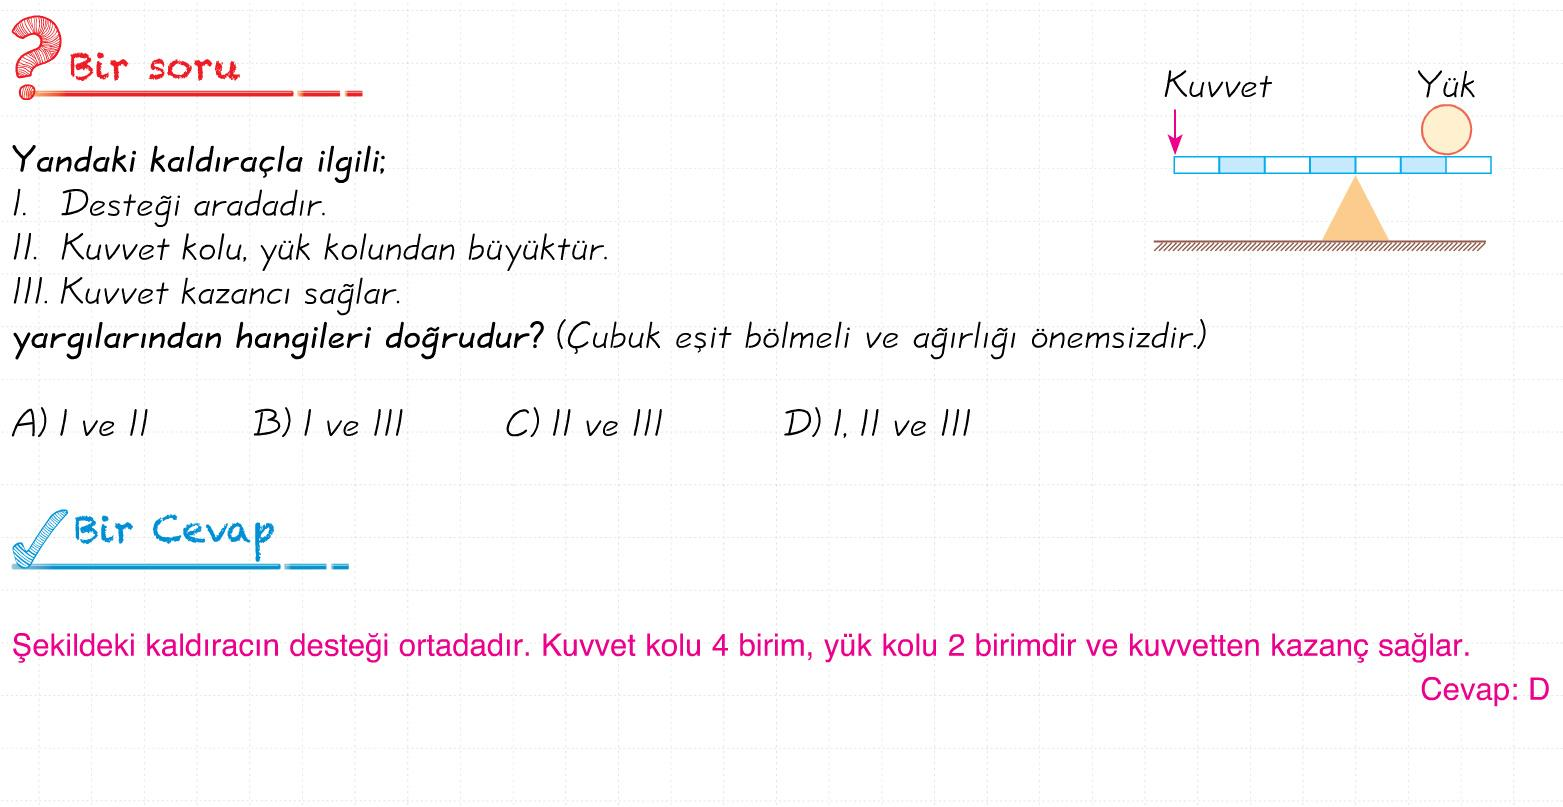 Bir soru
Kuvvet
Yük
Yandaki kaldıraçla ilgili;
I. Desteği aradadır.
II. Kuvvet kolu, yük kolundan büyüktür.
III. Kuvvet kazancı sağlar.
yargılarından hangileri doğrudur? (Çubuk eşit bölmeli ve ağırlığı önemsizdir.)
A) I ve II B) I ve III C) II ve III D) I, II ve III
Bir Cevap
Şekildeki kaldıracın desteği ortadadır. Kuvvet kolu 4 birim, yük kolu 2 birimdir ve kuvvetten kazanç sağlar.
Cevap: D